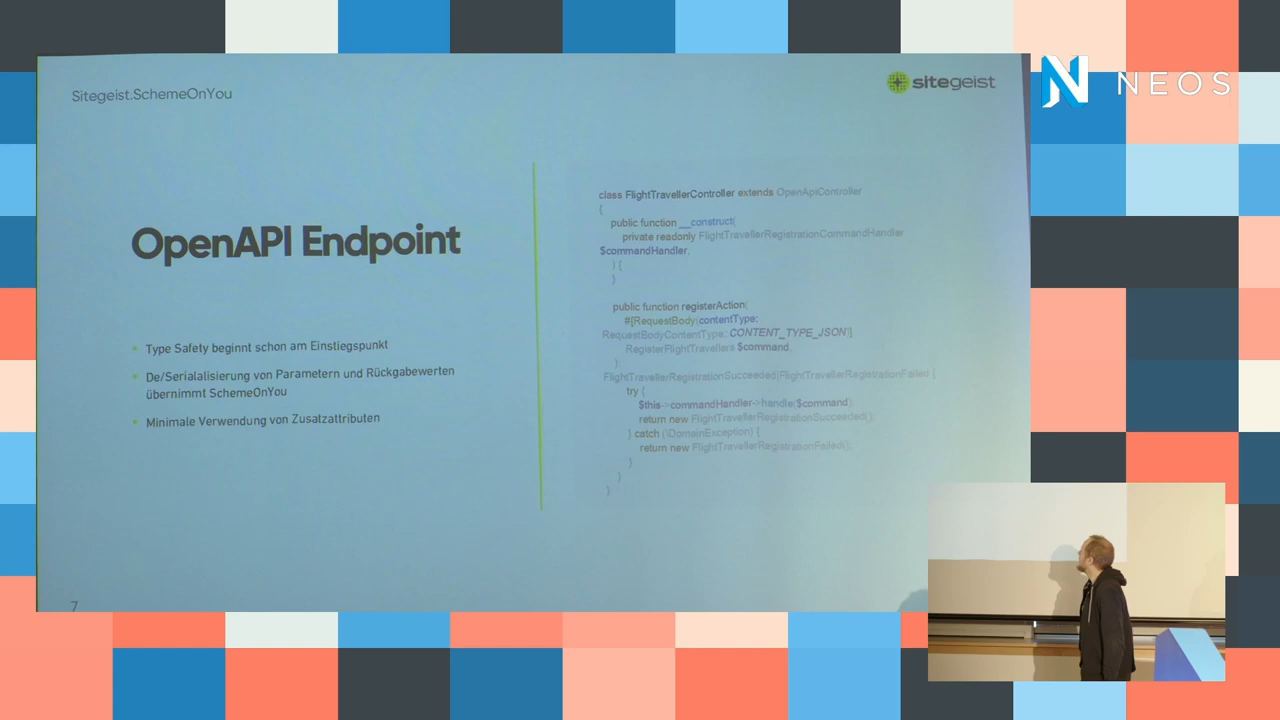 Sitegeist.SchemeOnYou
sitegeist
NEOS
OpenAPI Endpoint
Type Safety beginnt schon am Einstiegspunkt
De/Serialalisierung von Parametern und Rückgabewerten
übernimmt SchemeOnYou
Minimale Verwendung von Zusatzattributen
class FlightTravellerController extends OpenApiController
{
public function __construct(
private readonly FlightTravellerRegistrationCommandHandler
$commandHandler,
) {
}
public function registerAction(
#[RequestBody(contentType:
RequestBodyContentType::CONTENT_TYPE_JSON)]
RegisterFlightTravellers $command,
):
FlightTravellerRegistrationSucceeded|FlightTravellerRegistrationFailed {
try {
$this->commandHandler->handle($command);
return new FlightTravellerRegistrationSucceeded();
} catch (\DomainException) {
return new FlightTravellerRegistrationFailed();
}
}
}
7